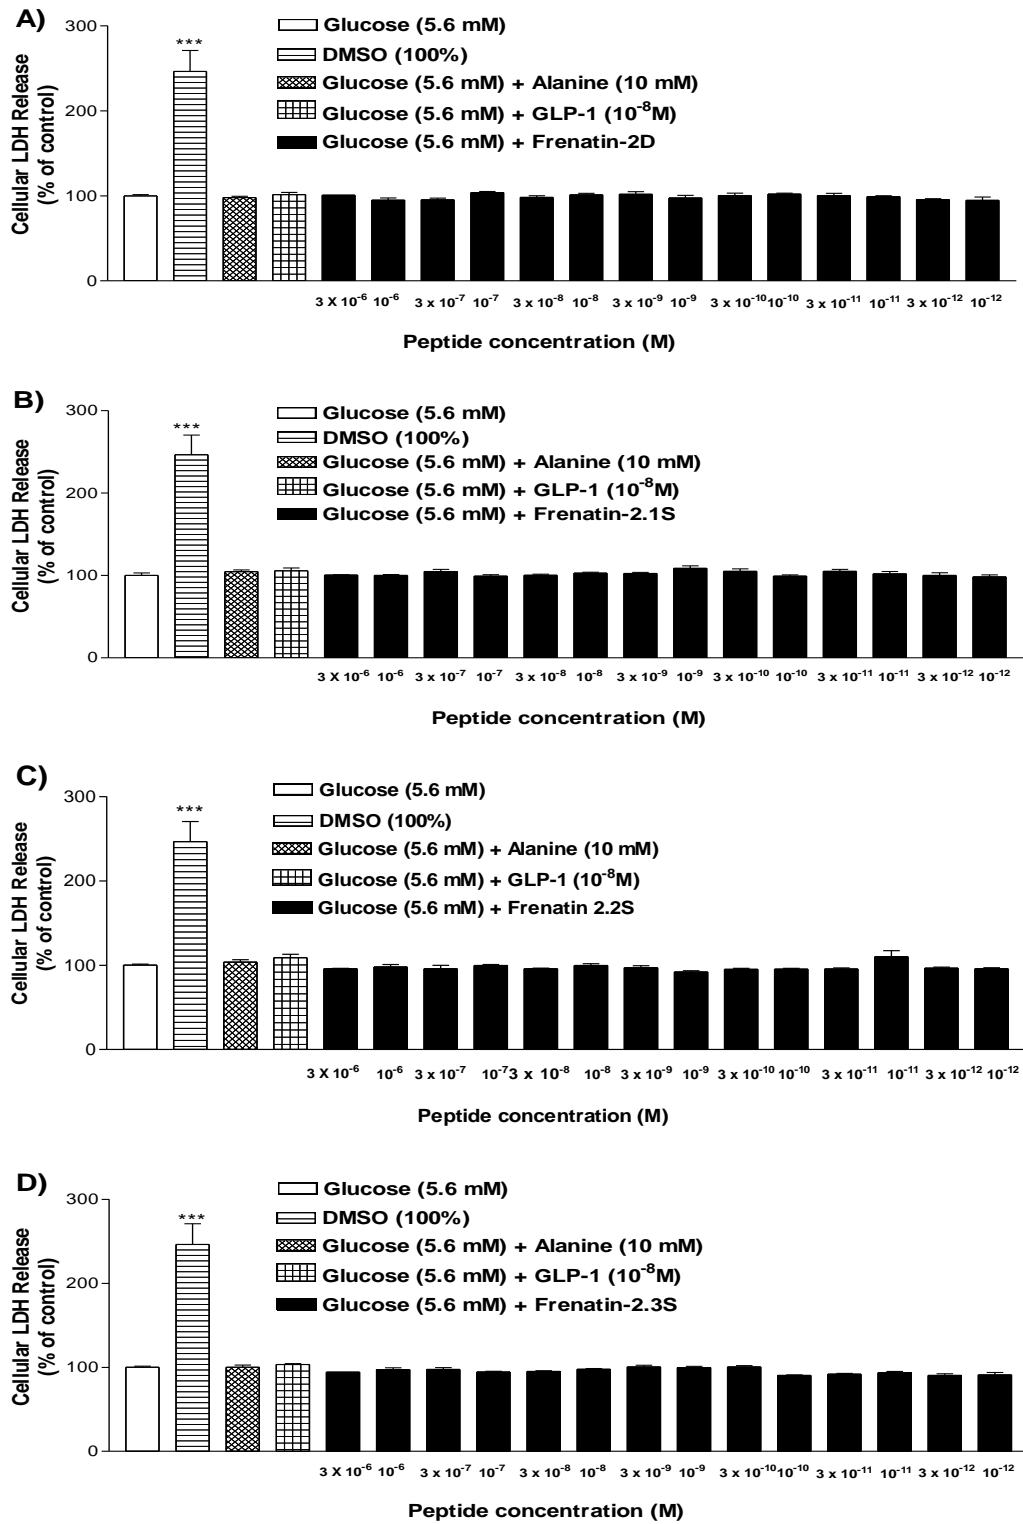 A)
Cellular LDH Release
(% of control)
300
200
100
0
***
Glucose (5.6 mM)
DMSO (100%)
Glucose (5.6 mM) + Alanine (10 mM)
Glucose (5.6 mM) + GLP-1 (10⁻⁸M)
Glucose (5.6 mM) + Frenatin-2D
3 X 10⁻⁶ 10⁻⁶ 3 x 10⁻⁷ 10⁻⁷ 3 x 10⁻⁸ 10⁻⁸ 3 x 10⁻⁹ 10⁻⁹ 3 x 10⁻¹⁰ 10⁻¹⁰ 3 x 10⁻¹¹ 10⁻¹¹ 3 x 10⁻¹² 10⁻¹²
Peptide concentration (M)
B)
Cellular LDH Release
(% of control)
300
200
100
0
***
Glucose (5.6 mM)
DMSO (100%)
Glucose (5.6 mM) + Alanine (10 mM)
Glucose (5.6 mM) + GLP-1 (10⁻⁸M)
Glucose (5.6 mM) + Frenatin-2.1S
3 X 10⁻⁶ 10⁻⁶ 3 x 10⁻⁷ 10⁻⁷ 3 x 10⁻⁸ 10⁻⁸ 3 x 10⁻⁹ 10⁻⁹ 3 x 10⁻¹⁰ 10⁻¹⁰ 3 x 10⁻¹¹ 10⁻¹¹ 3 x 10⁻¹² 10⁻¹²
Peptide concentration (M)
C)
Cellular LDH Release
(% of control)
300
200
100
0
***
Glucose (5.6 mM)
DMSO (100%)
Glucose (5.6 mM) + Alanine (10 mM)
Glucose (5.6 mM) + GLP-1 (10⁻⁸M)
Glucose (5.6 mM) + Frenatin 2.2S
3 X 10⁻⁶ 10⁻⁶ 3 x 10⁻⁷ 10⁻⁷ 3 x 10⁻⁸ 10⁻⁸ 3 x 10⁻⁹ 10⁻⁹ 3 x 10⁻¹⁰ 10⁻¹⁰ 3 x 10⁻¹¹ 10⁻¹¹ 3 x 10⁻¹² 10⁻¹²
Peptide concentration (M)
D)
Cellular LDH Release
(% of control)
300
200
100
0
***
Glucose (5.6 mM)
DMSO (100%)
Glucose (5.6 mM) + Alanine (10 mM)
Glucose (5.6 mM) + GLP-1 (10⁻⁸M)
Glucose (5.6 mM) + Frenatin-2.3S
3 X 10⁻⁶ 10⁻⁶ 3 x 10⁻⁷ 10⁻⁷ 3 x 10⁻⁸ 10⁻⁸ 3 x 10⁻⁹ 10⁻⁹ 3 x 10⁻¹⁰ 10⁻¹⁰ 3 x 10⁻¹¹ 10⁻¹¹ 3 x 10⁻¹² 10⁻¹²
Peptide concentration (M)